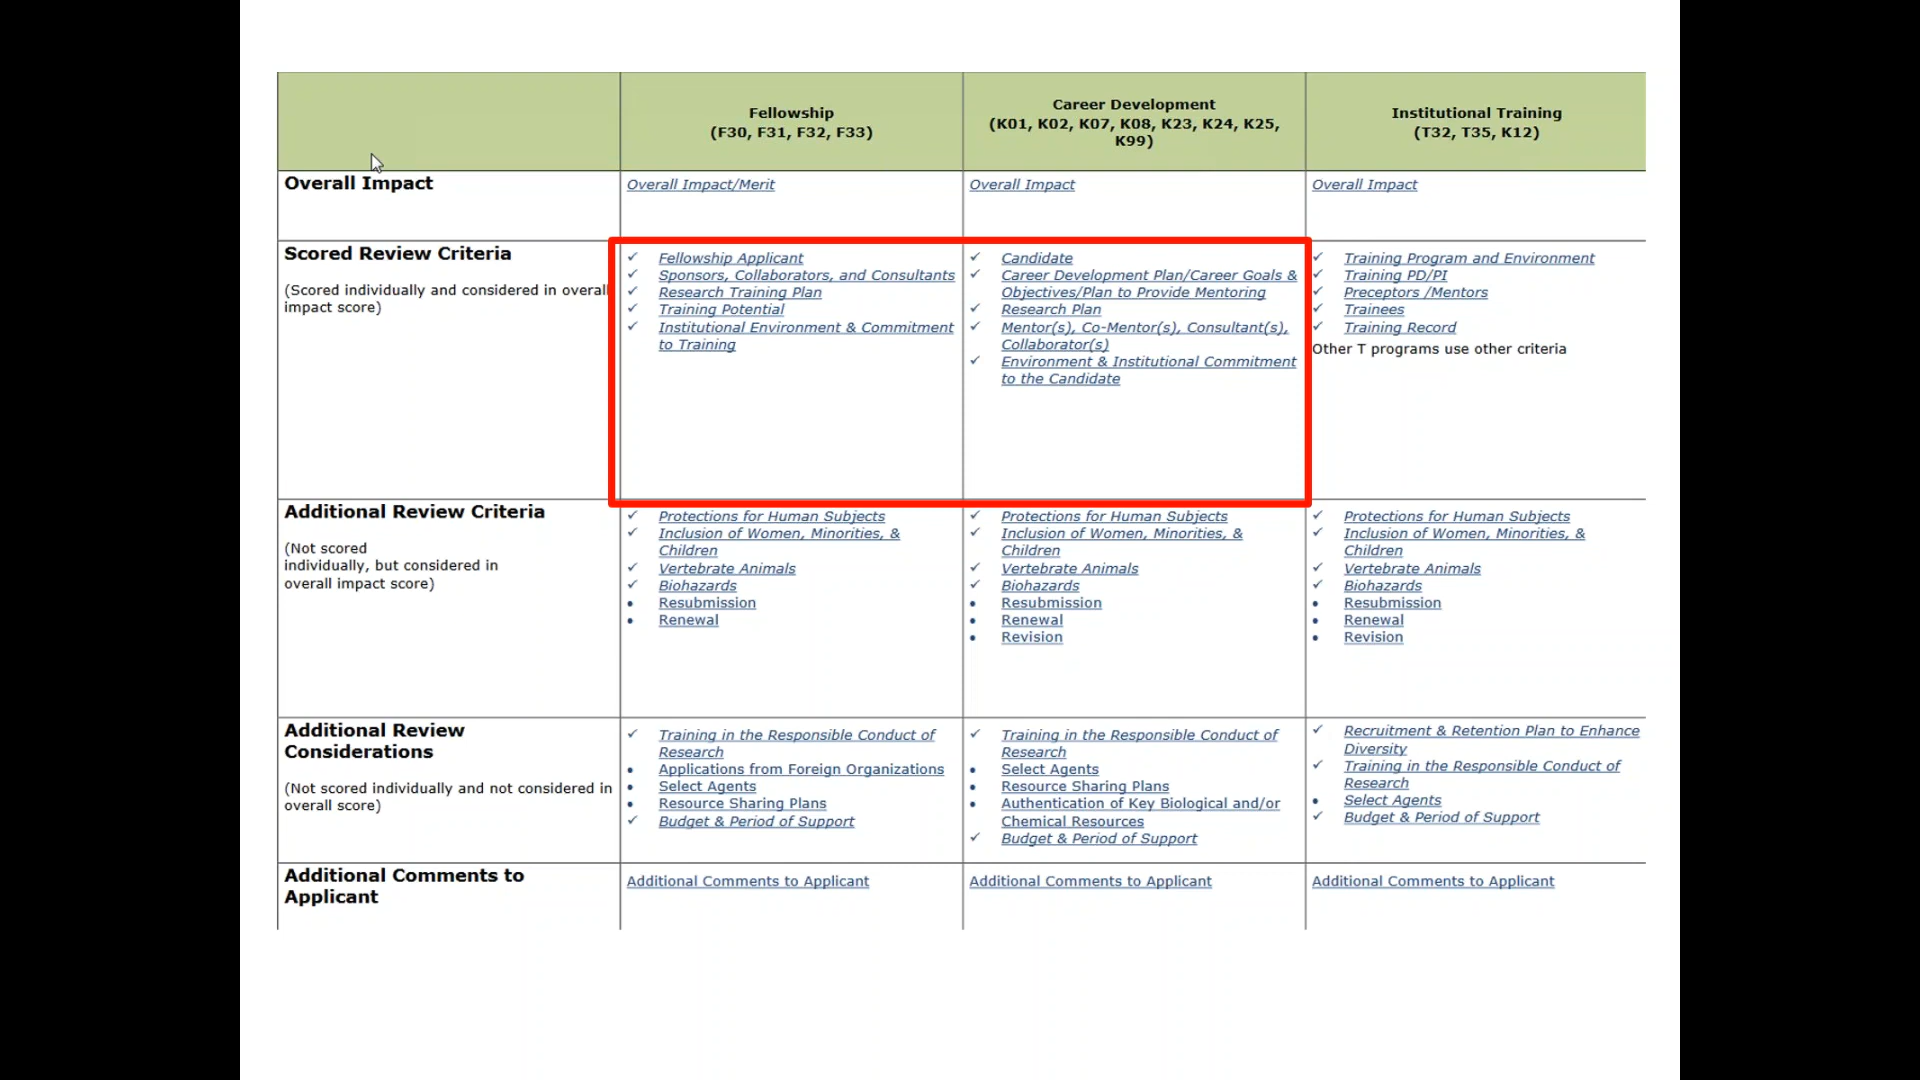 Fellowship
(F30, F31, F32, F33)
Career Development
(K01, K02, K07, K08, K23, K24, K25,
K99)
Institutional Training
(T32, T35, K12)
Overall Impact
Overall Impact/Merit
Overall Impact
Overall Impact
Scored Review Criteria
(Scored individually and considered in overall
impact score)
✓ Fellowship Applicant
✓ Sponsors, Collaborators, and Consultants
✓ Research Training Plan
✓ Training Potential
✓ Institutional Environment & Commitment
to Training
✓ Candidate
✓ Career Development Plan/Career Goals &
Objectives/Plan to Provide Mentoring
✓ Research Plan
✓ Mentor(s), Co-Mentor(s), Consultant(s),
Collaborator(s)
✓ Environment & Institutional Commitment
to the Candidate
✓ Training Program and Environment
✓ Training PD/PI
✓ Preceptors /Mentors
✓ Trainees
✓ Training Record
Other T programs use other criteria
Additional Review Criteria
(Not scored
individually, but considered in
overall impact score)
✓ Protections for Human Subjects
✓ Inclusion of Women, Minorities, &
Children
✓ Vertebrate Animals
✓ Biohazards
• Resubmission
• Renewal
✓ Protections for Human Subjects
✓ Inclusion of Women, Minorities, &
Children
✓ Vertebrate Animals
✓ Biohazards
• Resubmission
• Renewal
• Revision
✓ Protections for Human Subjects
✓ Inclusion of Women, Minorities, &
Children
✓ Vertebrate Animals
✓ Biohazards
• Resubmission
• Renewal
• Revision
Additional Review
Considerations
(Not scored individually and not considered in
overall score)
✓ Training in the Responsible Conduct of
Research
• Applications from Foreign Organizations
• Select Agents
• Resource Sharing Plans
✓ Budget & Period of Support
✓ Training in the Responsible Conduct of
Research
• Select Agents
• Resource Sharing Plans
• Authentication of Key Biological and/or
Chemical Resources
✓ Budget & Period of Support
✓ Recruitment & Retention Plan to Enhance
Diversity
✓ Training in the Responsible Conduct of
Research
• Select Agents
✓ Budget & Period of Support
Additional Comments to
Applicant
Additional Comments to Applicant
Additional Comments to Applicant
Additional Comments to Applicant